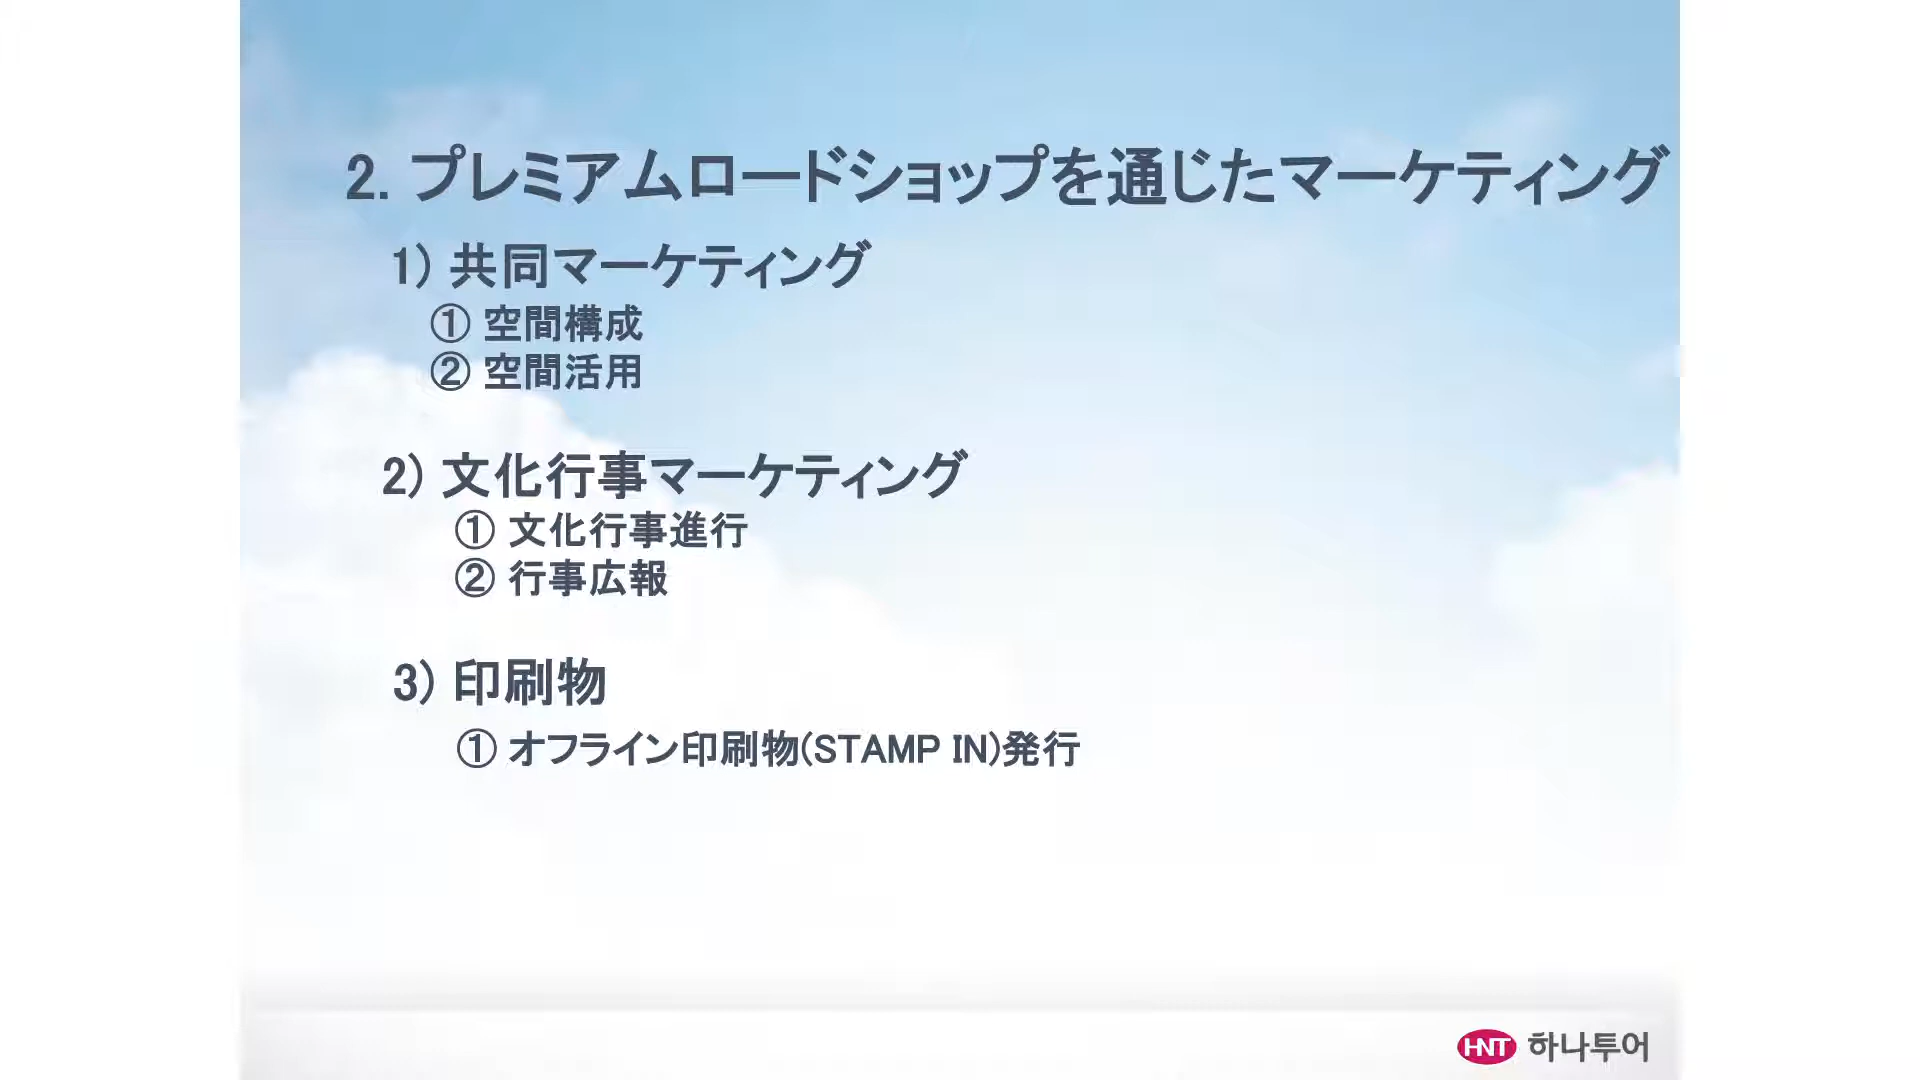 2. プレミアムロードショップを通じたマーケティング
1) 共同マーケティング
① 空間構成
② 空間活用
2) 文化行事マーケティング
① 文化行事進行
② 行事広報
3) 印刷物
① オフライン印刷物(STAMP IN)発行
HNT 하나투어